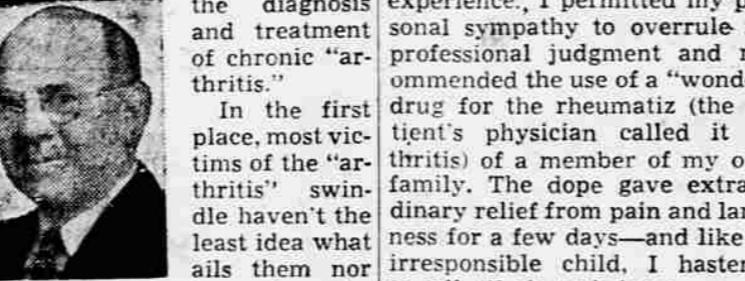 the diagnosis
and treatment
of chronic "ar-
thritis."
In the first
place, most vic-
tims of the "ar-
thritis" swin-
dle haven't the
least idea what
ails them nor
experience., I permitted my
sonal sympathy to overrule
professional judgment and
ommended the use of a "wond
drug for the rheumatiz (the
tient's physician called it
thritis) of a member of my
family. The dope gave extra
dinary relief from pain and
ness for a few days—and like
irresponsible child, I haste